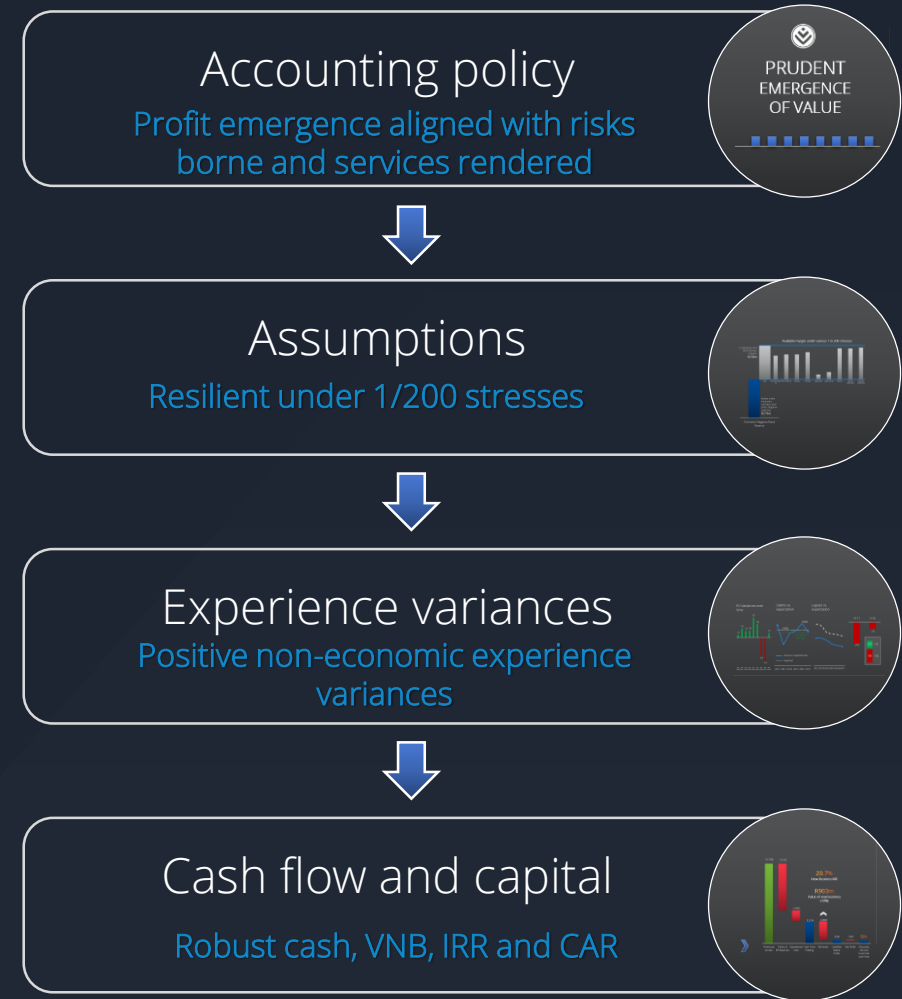 Accounting policy
Profit emergence aligned with risks
borne and services rendered
PRUDENT
EMERGENCE
OF VALUE
Assumptions
Resilient under 1/200 stresses
Experience variances
Positive non-economic experience
variances
Cash flow and capital
Robust cash, VNB, IRR and CAR
20.7%